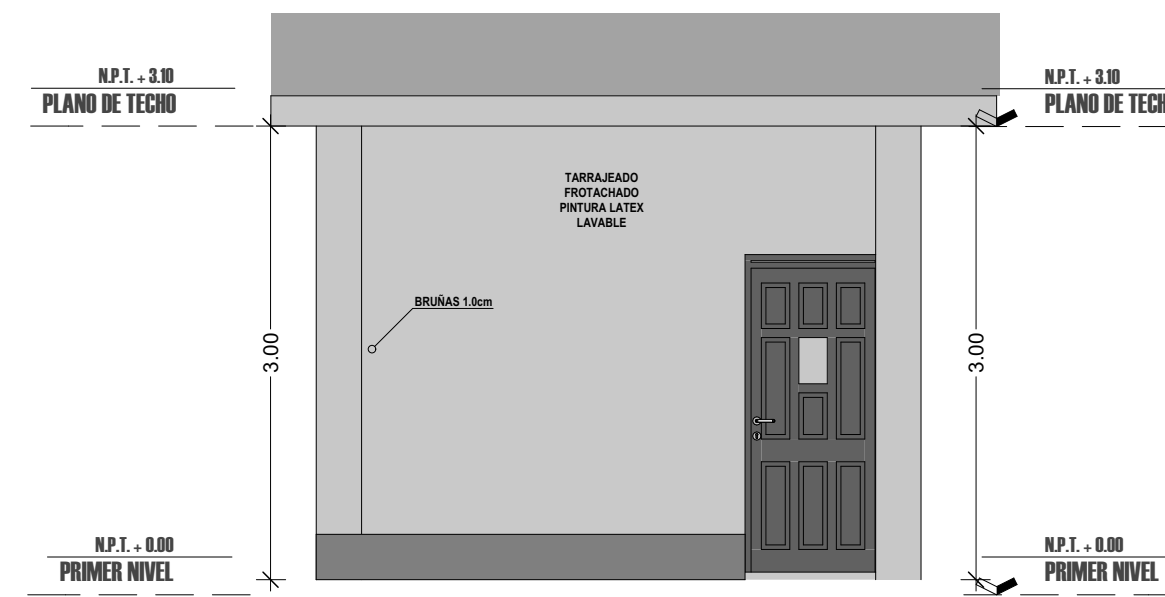 N.P.T. + 3.10
PLANO DE TECHO
N.P.T. + 3.10
PLANO DE TECH
TARRAJEADO
FROTACHADO
PINTURA LATEX
LAVABLE
BRUÑAS 1.0cm
3.00
3.00
N.P.T. + 0.00
PRIMER NIVEL
N.P.T. + 0.00
PRIMER NIVEL